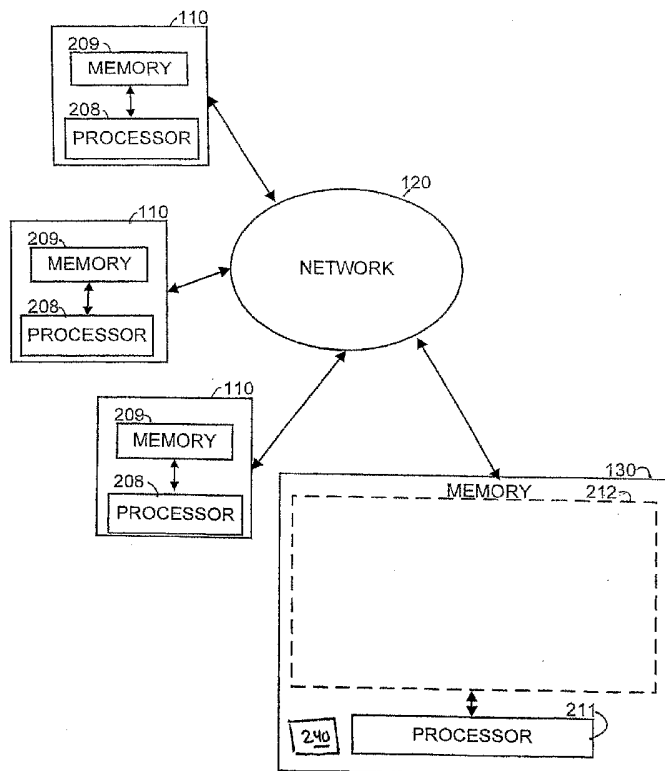 110
209
MEMORY
208
PROCESSOR
110
209
MEMORY
208
PROCESSOR
120
NETWORK
110
209
MEMORY
208
PROCESSOR
130
MEMORY
212
211
PROCESSOR
240